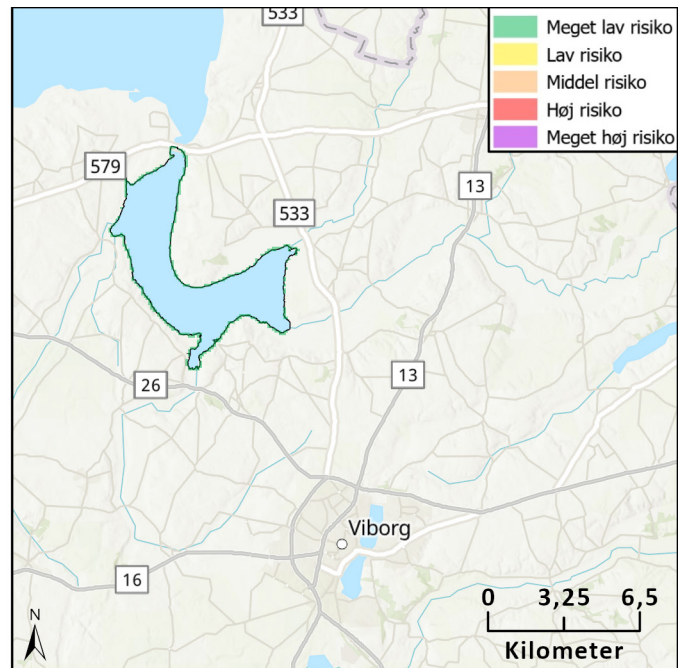 533
Meget lav risiko
Lav risiko
Middel risiko
Høj risiko
Meget høj risiko
579
13
533
13
26
Viborg
16
0 3,25 6,5
Kilometer
N